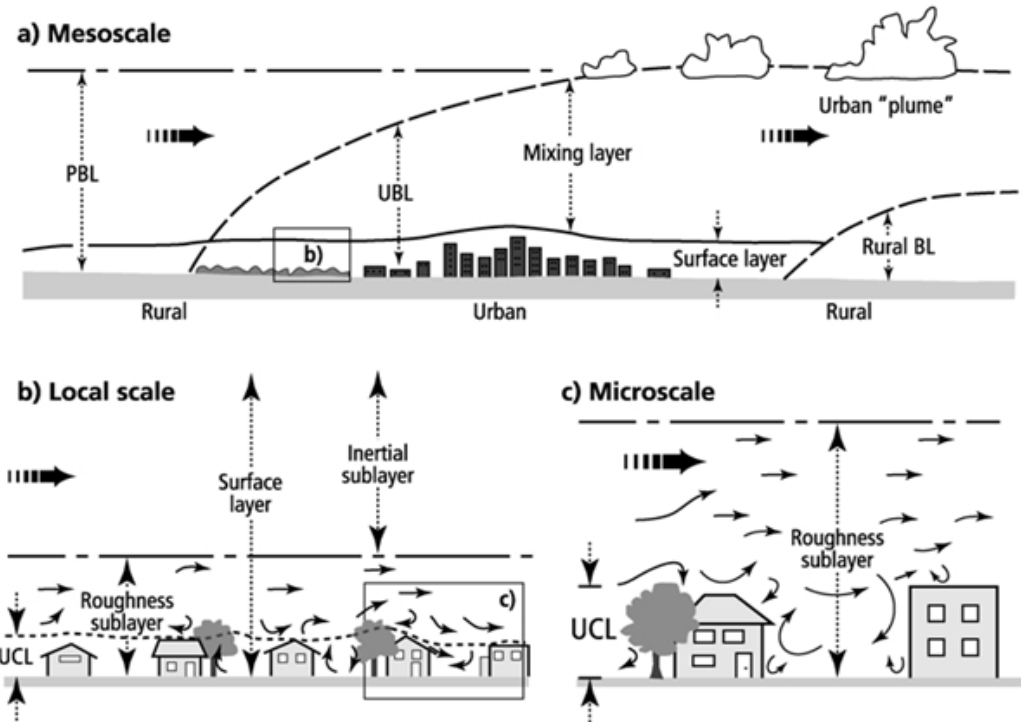 a) Mesoscale
Urban "plume"
PBL
UBL
Mixing layer
b)
Surface layer
Rural BL
Rural
Urban
Rural
b) Local scale
Surface
layer
Inertial
sublayer
Roughness
sublayer
UCL
c)
c) Microscale
Roughness
sublayer
UCL